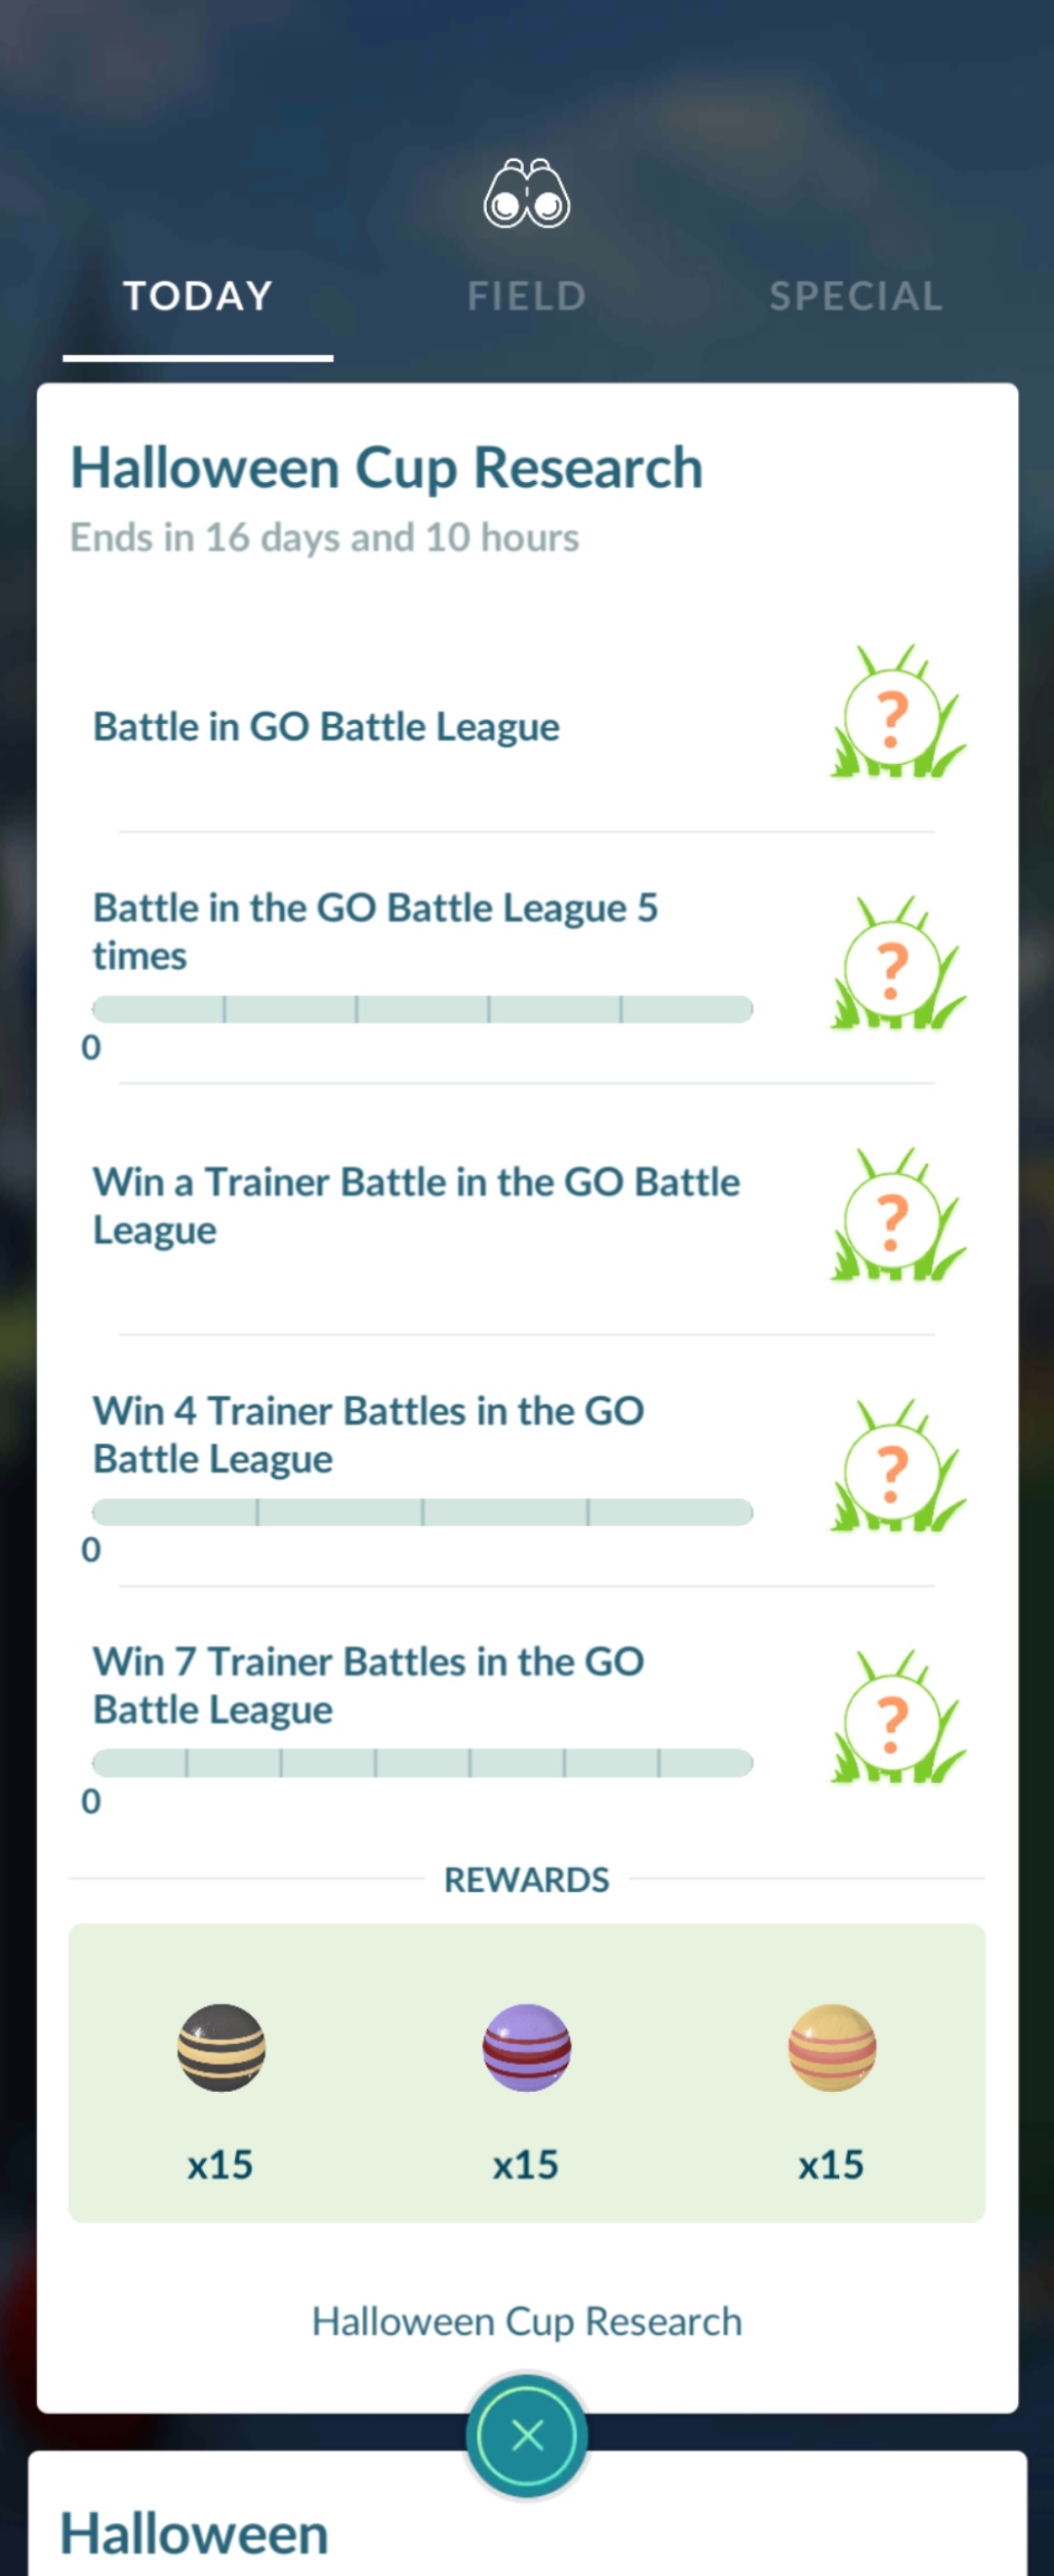 TODAY
FIELD
SPECIAL
Halloween Cup Research
Ends in 16 days and 10 hours
Battle in GO Battle League
?
Battle in the GO Battle League 5
times
?
0
Win a Trainer Battle in the GO Battle
League
?
Win 4 Trainer Battles in the GO
Battle League
?
0
Win 7 Trainer Battles in the GO
Battle League
?
0
REWARDS
x15
x15
x15
Halloween Cup Research
Halloween